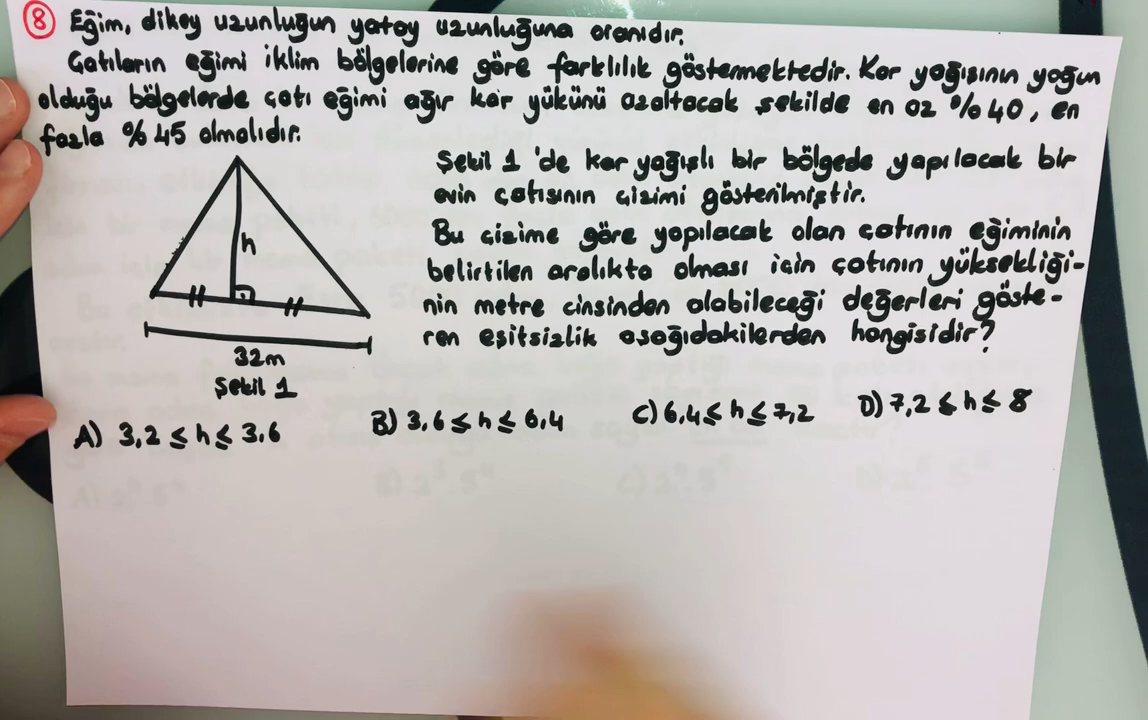 8 Eğim, dikey uzunluğun yatay uzunluğuna oranıdır.
Çatıların eğimi iklim bölgelerine göre farklılık göstermektedir. Kar yağışının yoğun
olduğu bölgelerde çatı eğimi ağır kar yükünü azaltacak şekilde en az %40, en
fazla %45 olmalıdır.
Şekil 1'de kar yağışlı bir bölgede yapılacak bir
evin çatısının çizimi gösterilmiştir.
Bu çizime göre yapılacak olan çatının eğiminin
belirtilen aralıkta olması için çatının yüksekliği-
nin metre cinsinden alabileceği değerleri göste-
ren eşitsizlik aşağıdakilerden hangisidir?
h
32m
Şekil 1
A) 3,2 ≤ h ≤ 3,6
B) 3,6 ≤ h ≤ 6,4
C) 6,4 ≤ h ≤ 7,2
D) 7,2 ≤ h ≤ 8